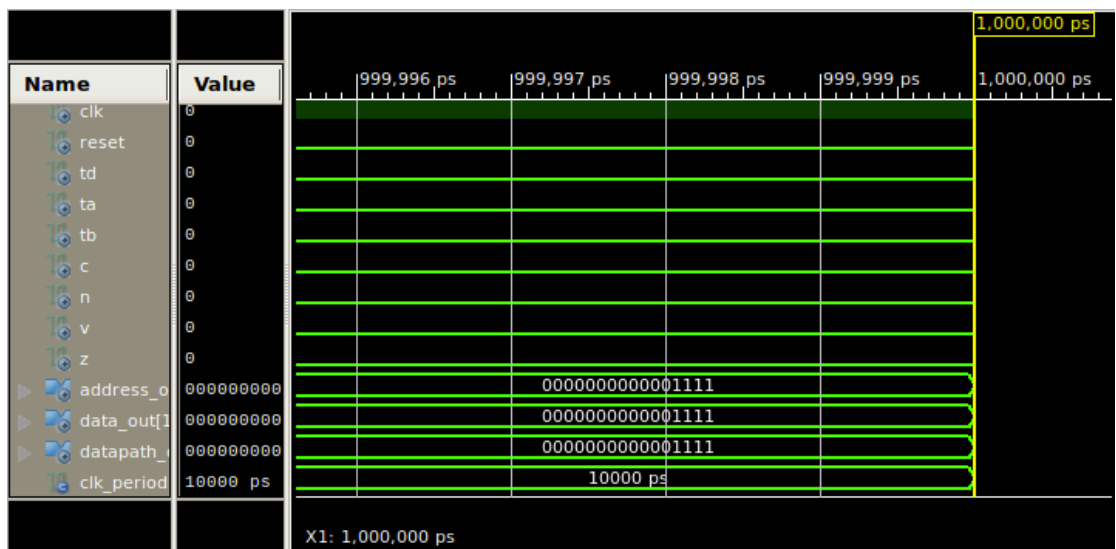 1,000,000 ps
Name Value 999,996 ps 999,997 ps 999,998 ps 999,999 ps 1,000,000 ps
clk 0
reset 0
td 0
ta 0
tb 0
c 0
n 0
v 0
z 0
address_o 000000000 0000000000001111
data_out[1 000000000 0000000000001111
datapath_ 000000000 0000000000001111
clk_period 10000 ps 10000 ps
X1: 1,000,000 ps